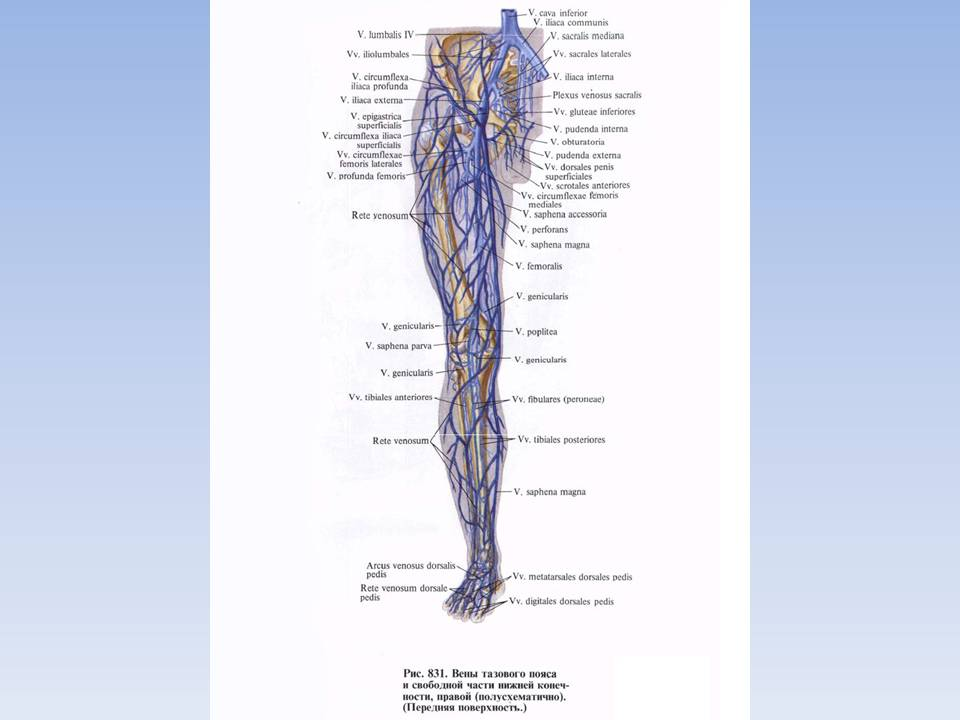 V. cava inferior
V. iliaca communis
V. lumbalis IV
V. sacralis mediana
Vv. iliolumbales
Vv. sacrales laterales
V. circumflexa
iliaca profunda
V. iliaca interna
V. iliaca externa
Plexus venosus sacralis
V. epigastrica
superficialis
Vv. gluteae inferiores
V. pudenda interna
V. circumflexa iliaca
superficialis
V. obturatoria
Vv. circumflexae
femoris laterales
V. pudenda externa
Vv. dorsales penis
superficiales
V. profunda femoris
Vv. scrotales anteriores
Vv. circumflexae femoris
mediales
Rete venosum
V. saphena accessoria
V. perforans
V. saphena magna
V. femoralis
V. genicularis
V. genicularis
V. poplitea
V. saphena parva
V. genicularis
V. genicularis
Vv. tibiales anteriores
Vv. fibulares (peroneae)
Rete venosum
Vv. tibiales posteriores
V. saphena magna
Arcus venosus dorsalis
pedis
Vv. metatarsales dorsales pedis
Rete venosum dorsale
pedis
Vv. digitales dorsales pedis
Рис. 831. Вены тазового пояса
и свободной части нижней конеч-
ности, правой (полусхематично).
(Передняя поверхность.)